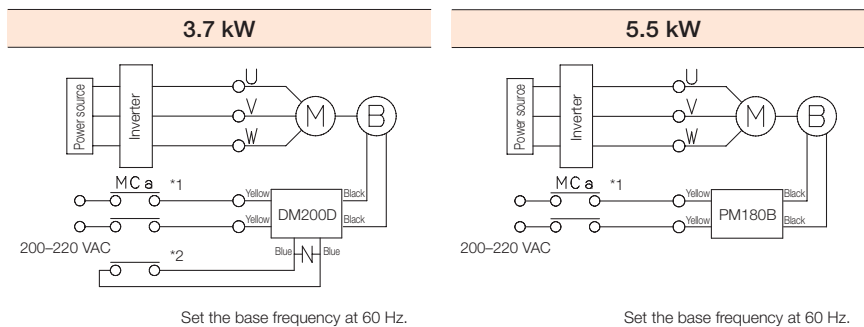 3.7 kW
Power source
Inverter
U
V
W
M
B
MCa *1
Yellow
Yellow
DM200D
Black
Black
200–220 VAC
*2
Blue
N
Blue
Set the base frequency at 60 Hz.
5.5 kW
Power source
Inverter
U
V
W
M
B
MCa *1
Yellow
Yellow
PM180B
Black
Black
200–220 VAC
Set the base frequency at 60 Hz.